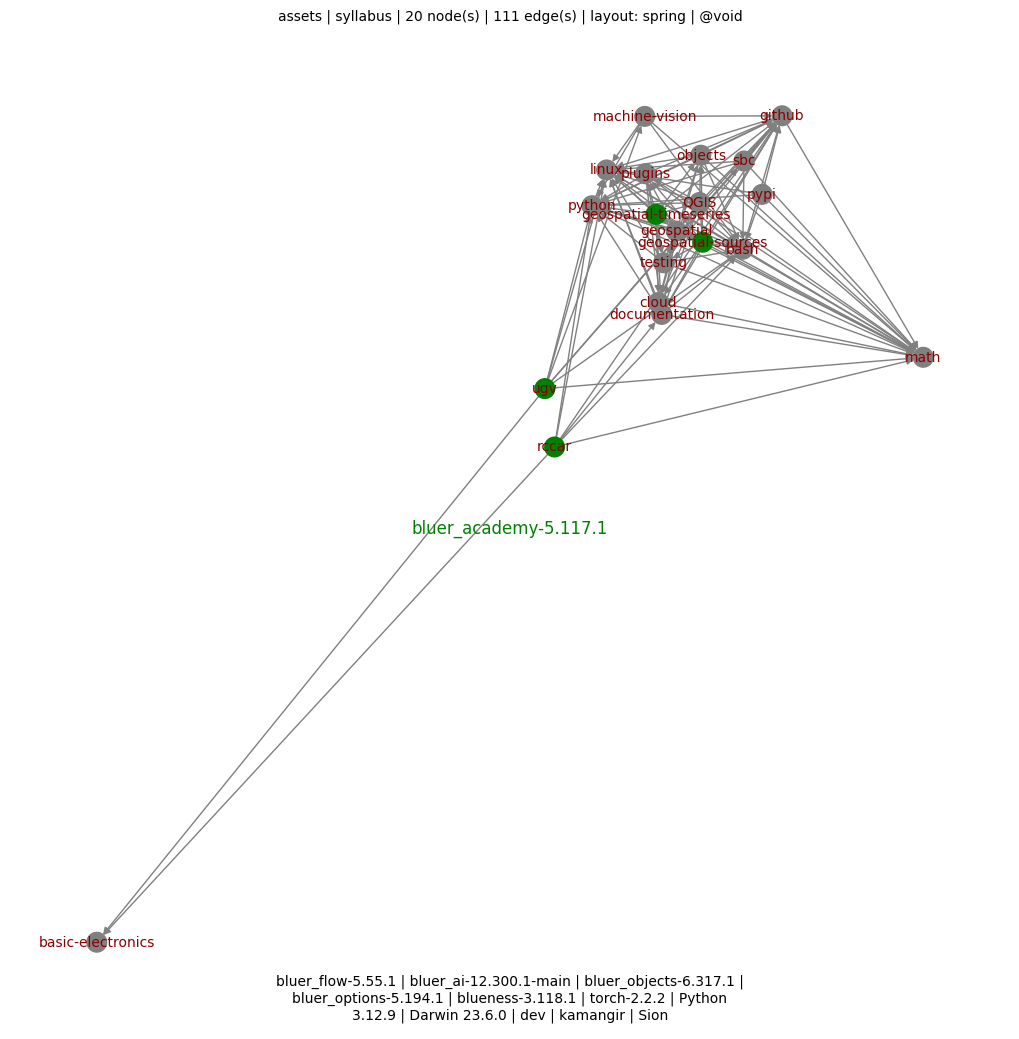 assets | syllabus | 20 node(s) | 111 edge(s) | layout: spring | @void
machine-vision
github
objects
sbc
linux
plugins
pypi
QGIS
python
geospatial-timeseries
geospatial
geospatial-sources
bash
testing
cloud
documentation
math
ugv
rccar
bluer_academy-5.117.1
basic-electronics
bluer_flow-5.55.1 | bluer_ai-12.300.1-main | bluer_objects-6.317.1 |
bluer_options-5.194.1 | blueness-3.118.1 | torch-2.2.2 | Python
3.12.9 | Darwin 23.6.0 | dev | kamangir | Sion